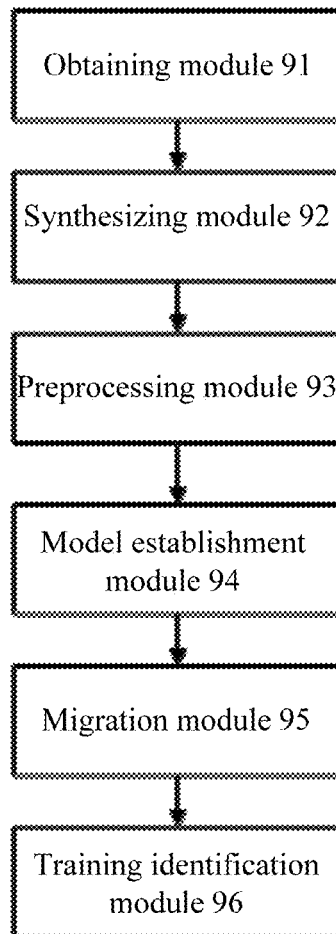 Obtaining module 91
Synthesizing module 92
Preprocessing module 93
Model establishment
module 94
Migration module 95
Training identification
module 96